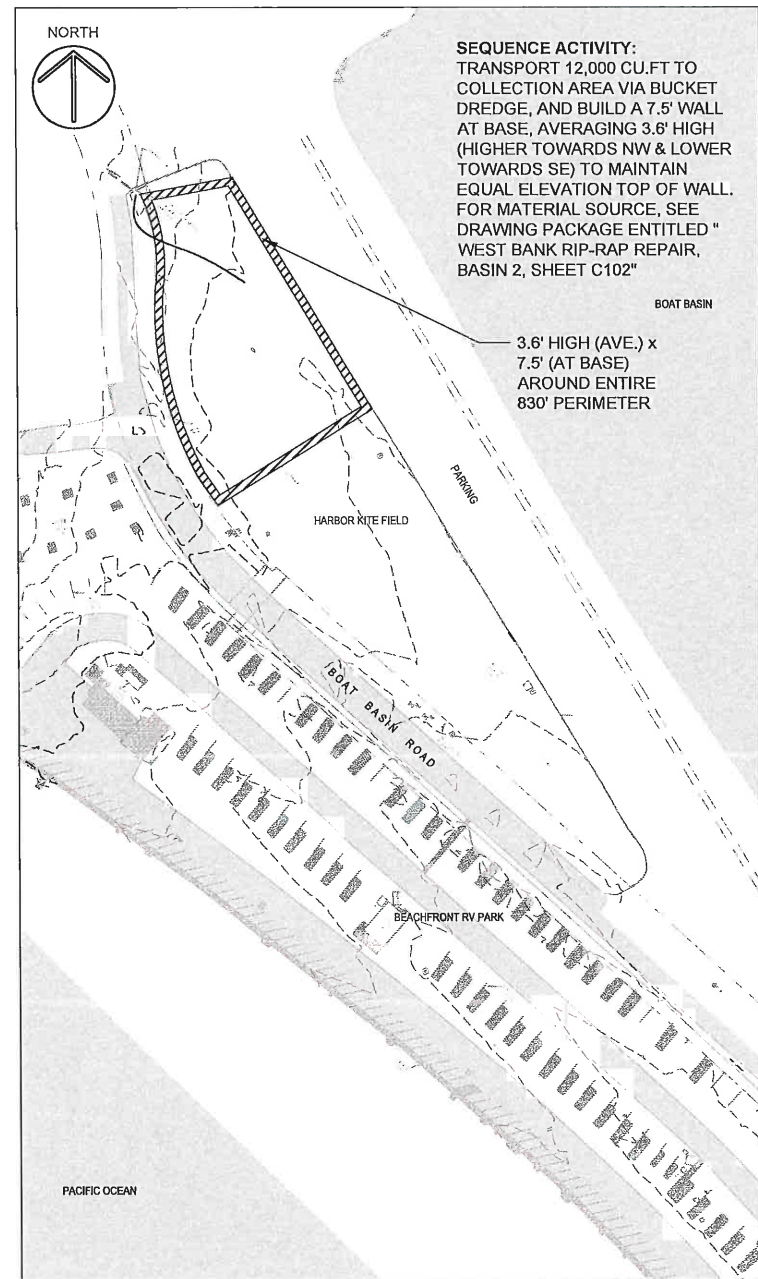 NORTH
SEQUENCE ACTIVITY:
TRANSPORT 12,000 CU.FT TO
COLLECTION AREA VIA BUCKET
DREDGE, AND BUILD A 7.5' WALL
AT BASE, AVERAGING 3.6' HIGH
(HIGHER TOWARDS NW & LOWER
TOWARDS SE) TO MAINTAIN
EQUAL ELEVATION TOP OF WALL.
FOR MATERIAL SOURCE, SEE
DRAWING PACKAGE ENTITLED "
WEST BANK RIP-RAP REPAIR,
BASIN 2, SHEET C102"
BOAT BASIN
3.6' HIGH (AVE.) x
7.5' (AT BASE)
AROUND ENTIRE
830' PERIMETER
PARKING
HARBOR KITE FIELD
BOAT BASIN ROAD
BEACHFRONT RV PARK
PACIFIC OCEAN